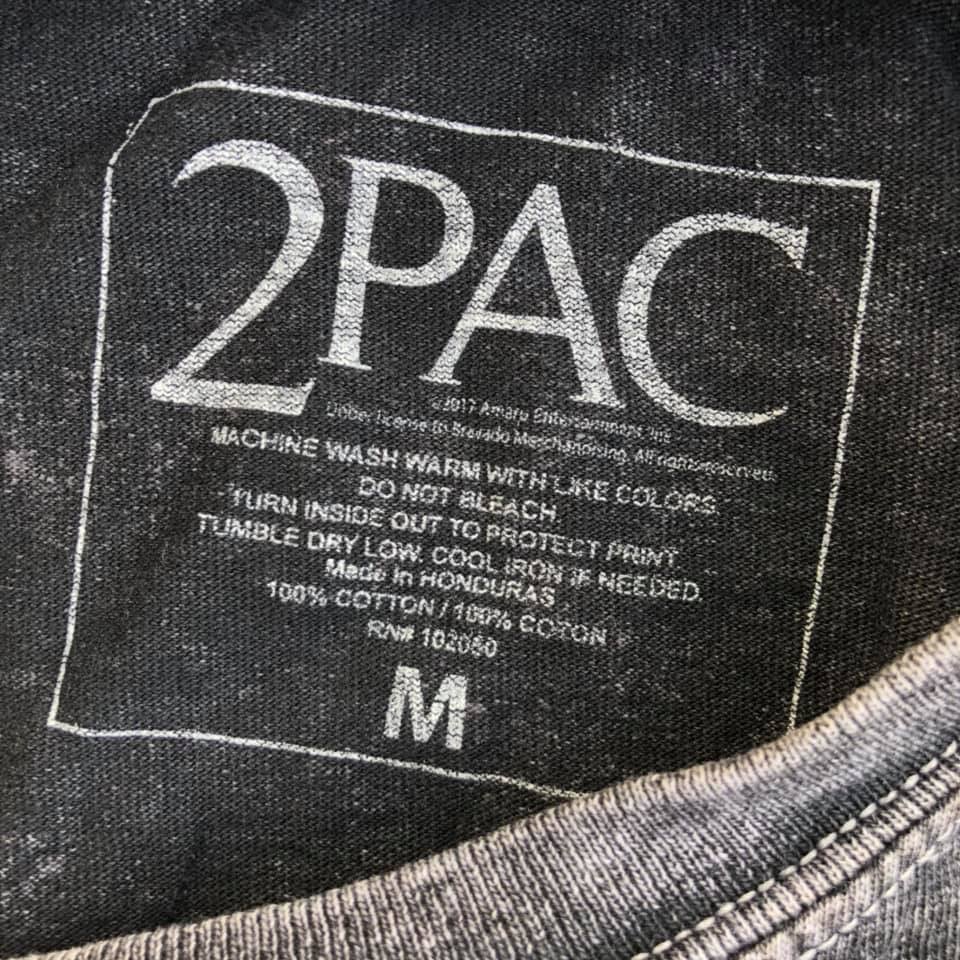 2PAC
©2017 Amaru Entertainment, Inc.
Under license to Bravado Merchandising. All rights reserved.
MACHINE WASH WARM WITH LIKE COLORS.
DO NOT BLEACH.
TURN INSIDE OUT TO PROTECT PRINT
TUMBLE DRY LOW. COOL IRON IF NEEDED.
Made in HONDURAS
100% COTTON / 100% COTON
RN# 102060
M